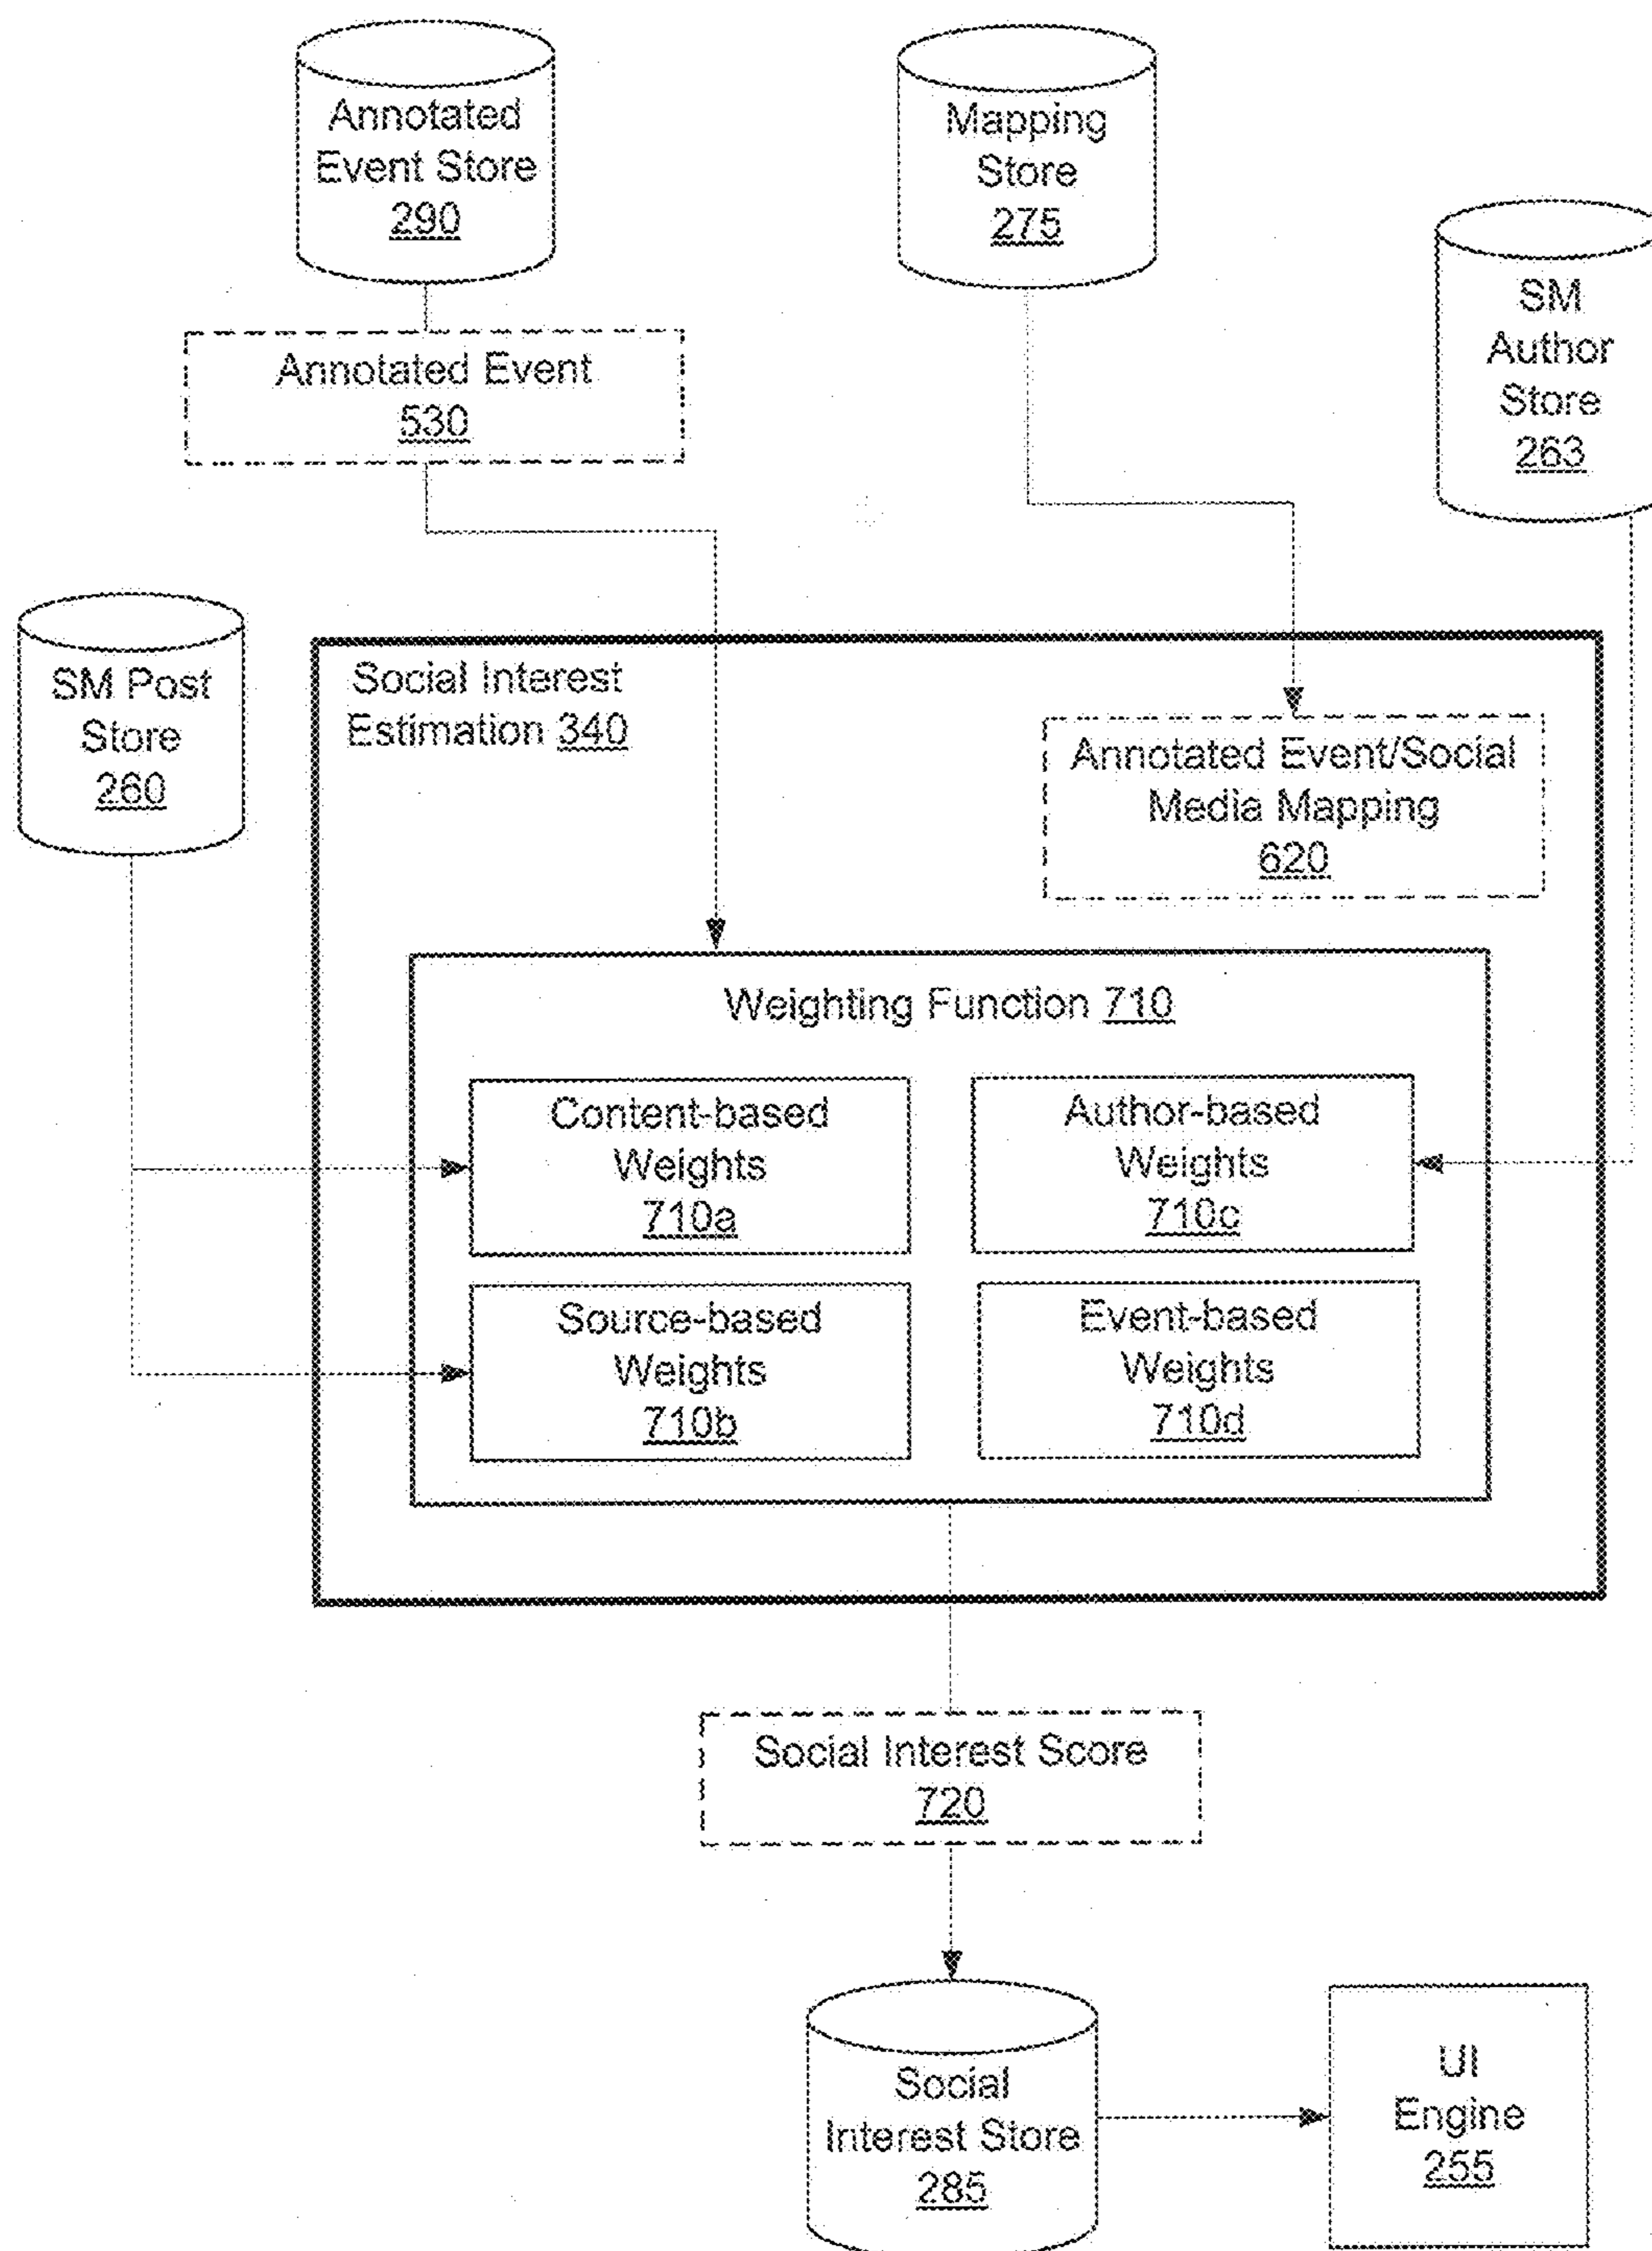 Annotated
Event Store
290
Mapping
Store
275
SM
Author
Store
263
Annotated Event
530
SM Post
Store
260
Social Interest
Estimation 340
Annotated Event/Social
Media Mapping
620
Weighting Function 710
Content-based
Weights
710a
Author-based
Weights
710c
Source-based
Weights
710b
Event-based
Weights
710d
Social Interest Score
720
Social
Interest Store
285
UI
Engine
255